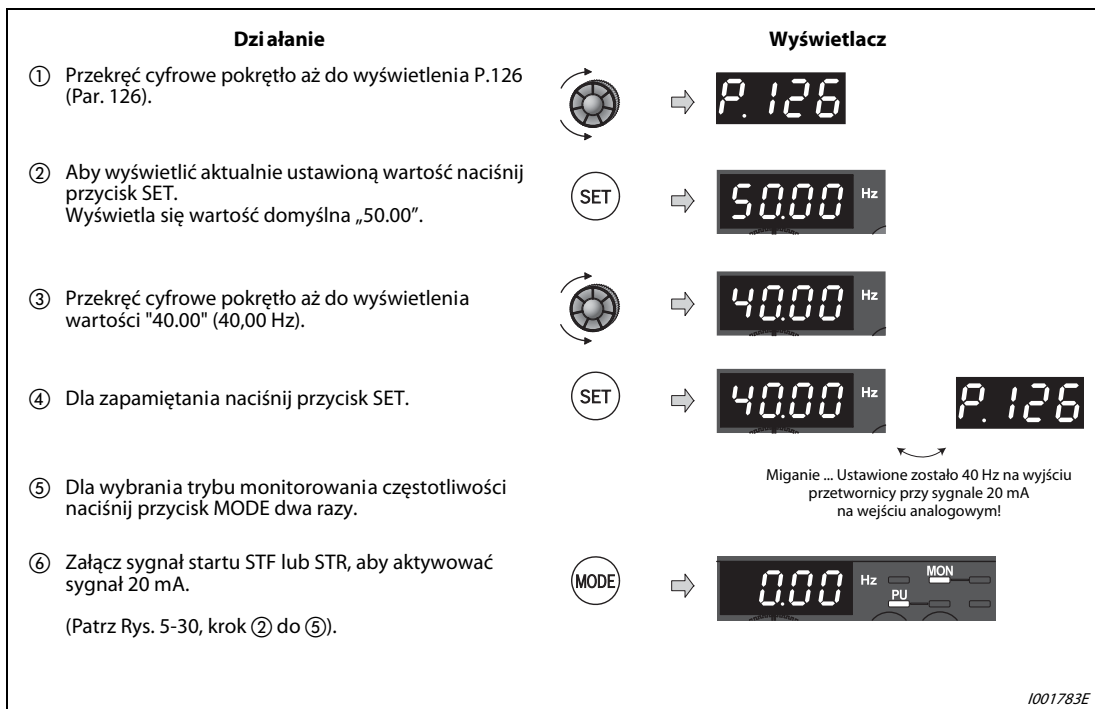 Działanie
Wyświetlacz
① Przekręć cyfrowe pokrętło aż do wyświetlenia P.126
(Par. 126).
P.126
② Aby wyświetlić aktualnie ustawioną wartość naciśnij
przycisk SET.
Wyświetla się wartość domyślna „50.00”.
SET
50.00 Hz
③ Przekręć cyfrowe pokrętło aż do wyświetlenia
wartości "40.00" (40,00 Hz).
40.00 Hz
④ Dla zapamiętania naciśnij przycisk SET.
SET
40.00 Hz
P.126
Miganie ... Ustawione zostało 40 Hz na wyjściu
przetwornicy przy sygnale 20 mA
na wejściu analogowym!
⑤ Dla wybrania trybu monitorowania częstotliwości
naciśnij przycisk MODE dwa razy.
⑥ Załącz sygnał startu STF lub STR, aby aktywować
sygnał 20 mA.
(Patrz Rys. 5-30, krok ② do ⑤).
MODE
0.00 Hz
MON
PU
I001783E